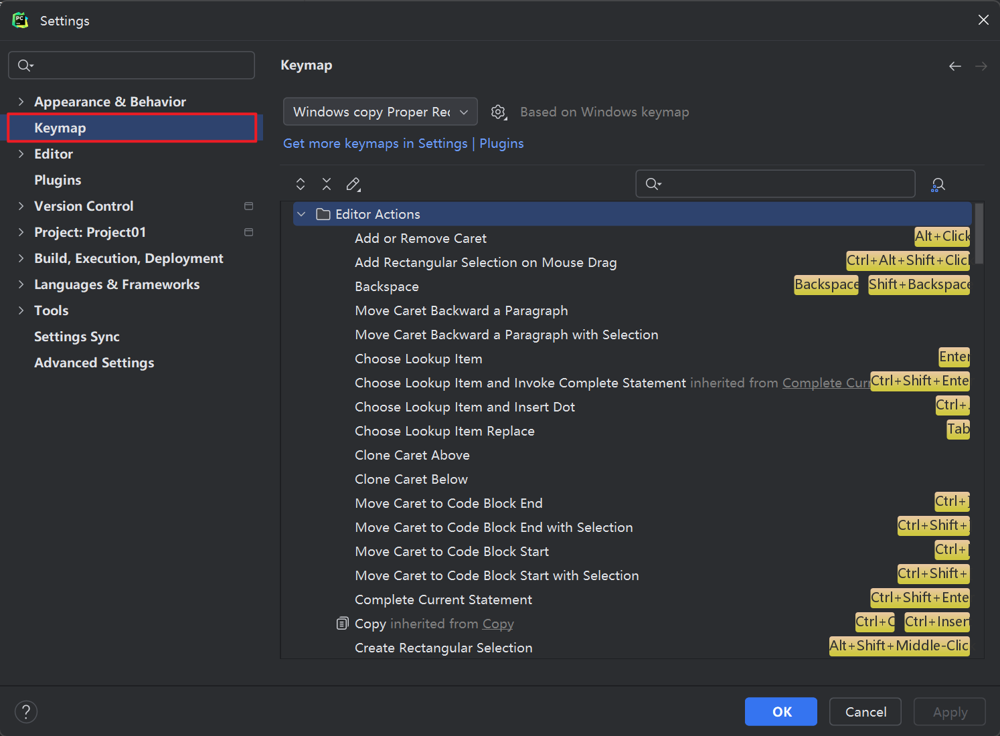 Settings
Keymap
Appearance & Behavior
Keymap
Editor
Plugins
Version Control
Project: Project01
Build, Execution, Deployment
Languages & Frameworks
Tools
Settings Sync
Advanced Settings
Windows copy Proper Rec
Based on Windows keymap
Get more keymaps in Settings | Plugins
Editor Actions
Add or Remove Caret Alt+Click
Add Rectangular Selection on Mouse Drag Ctrl+Alt+Shift+Clic
Backspace Backspace Shift+Backspace
Move Caret Backward a Paragraph
Move Caret Backward a Paragraph with Selection
Choose Lookup Item Enter
Choose Lookup Item and Invoke Complete Statement inherited from Complete Curr Ctrl+Shift+Ente
Choose Lookup Item and Insert Dot Ctrl+.
Choose Lookup Item Replace Tab
Clone Caret Above
Clone Caret Below
Move Caret to Code Block End Ctrl+]
Move Caret to Code Block End with Selection Ctrl+Shift+]
Move Caret to Code Block Start Ctrl+[
Move Caret to Code Block Start with Selection Ctrl+Shift+
Complete Current Statement Ctrl+Shift+Ente
Copy inherited from Copy Ctrl+C Ctrl+Inser
Create Rectangular Selection Alt+Shift+Middle-Clic
?
OK
Cancel
Apply